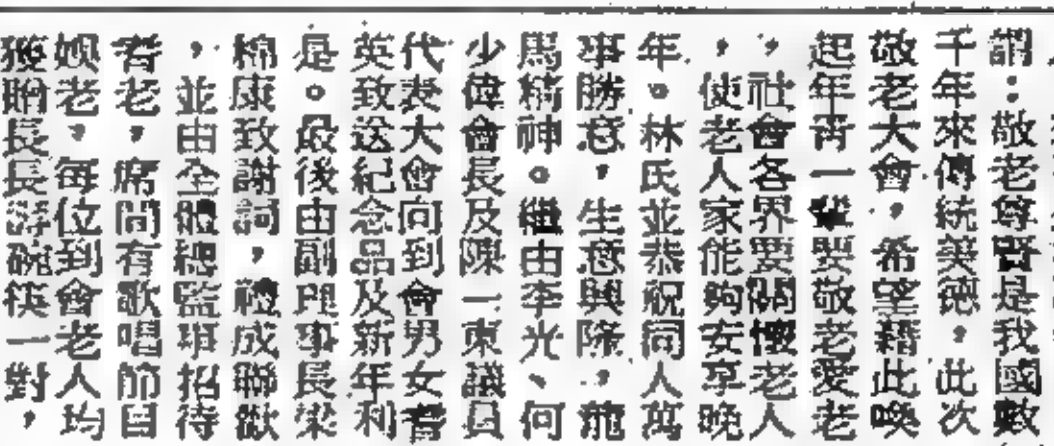 謂：敬老尊賢是我國數
千年來傳統美德，此次
敬老大會，希望藉此喚
起年青一輩要敬老愛老
，社會各界要關懷老人
，使老人家能夠安享晚
年。林氏並恭祝同人萬
事勝意，生意興隆，龍
馬精神。繼由李光、何
少偉會長及陳一東議員
代表大會向到會男女耆
英致送紀念品及新年利
是。最後由副理事長梁
棉康致謝詞，禮成聯歡
，並由全體總監班招待
耆老，席間有歌唱節目
娛老，每位到會老人均
獲贈長長壽碗筷一對，